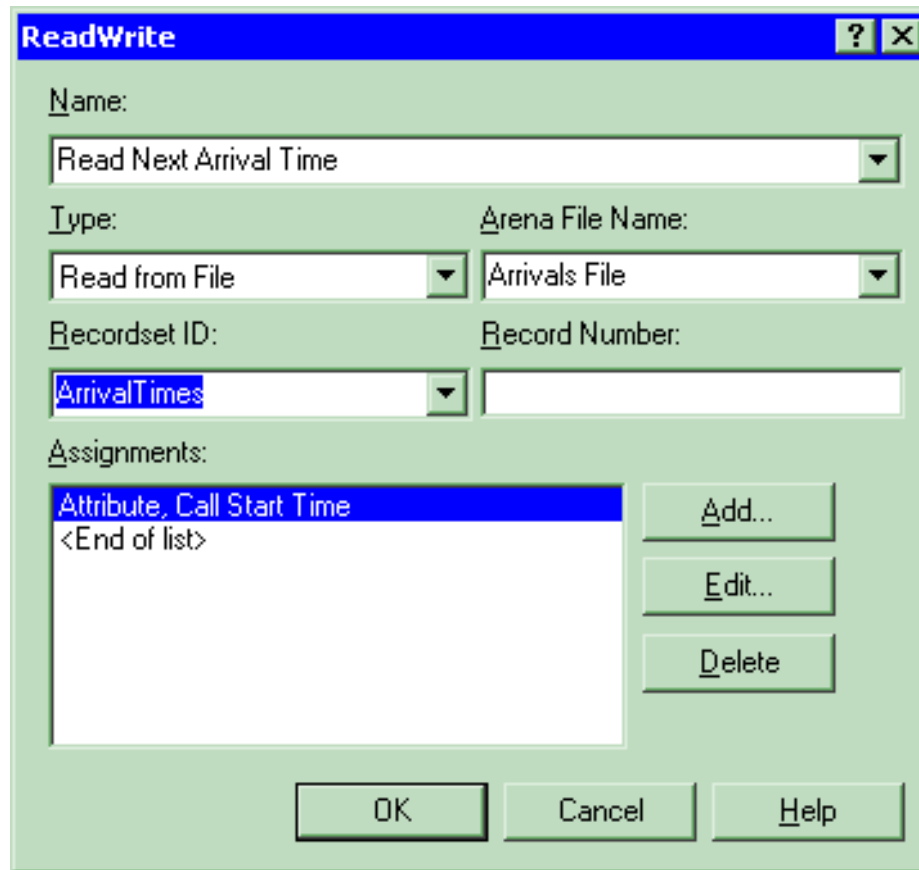 ReadWrite
Name:
Read Next Arrival Time
Type: Arena File Name:
Read from File Arrivals File
Recordset ID: Record Number:
ArrivalTimes
Assignments:
Attribute, Call Start Time
<End of list>
Add...
Edit...
Delete
OK Cancel Help